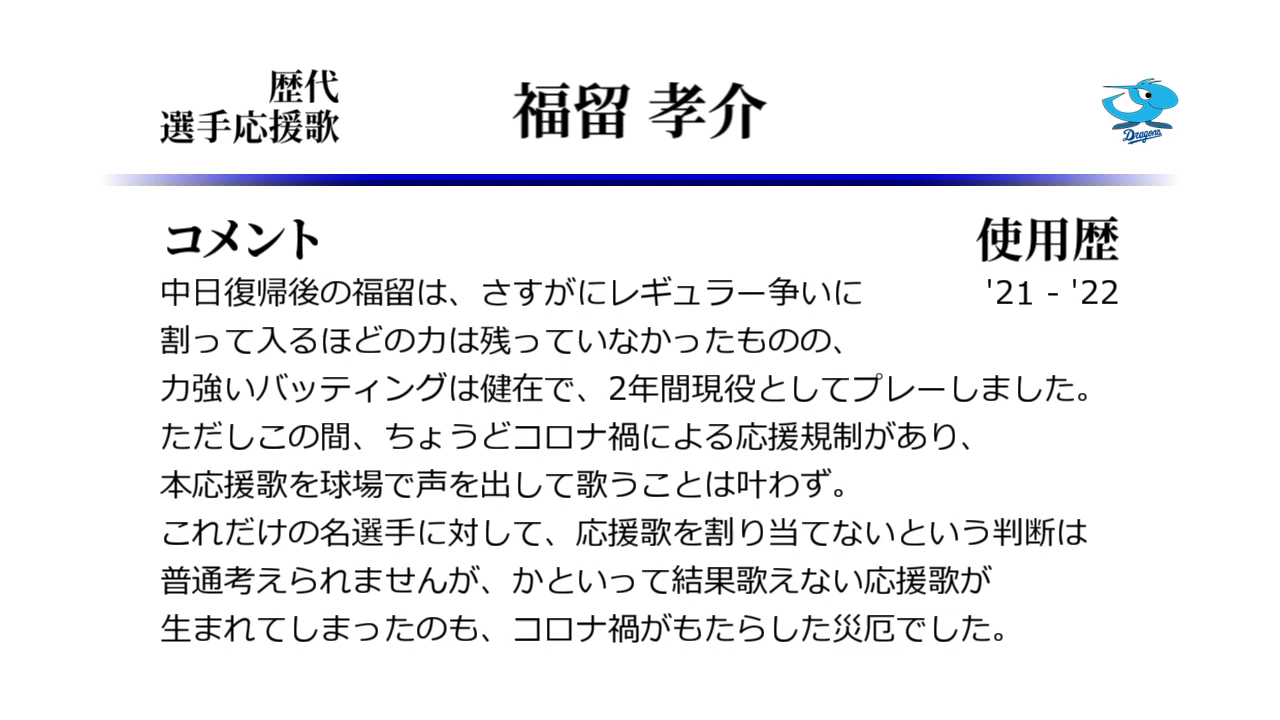 歴代
選手応援歌
福留 孝介
Dragons
コメント
使用歴
中日復帰後の福留は、さすがにレギュラー争いに
'21 - '22
割って入るほどの力は残っていなかったものの、
力強いバッティングは健在で、2年間現役としてプレーしました。
ただしこの間、ちょうどコロナ禍による応援規制があり、
本応援歌を球場で声を出して歌うことは叶わず。
これだけの名選手に対して、応援歌を割り当てないという判断は
普通考えられませんが、かといって結果歌えない応援歌が
生まれてしまったのも、コロナ禍がもたらした災厄でした。